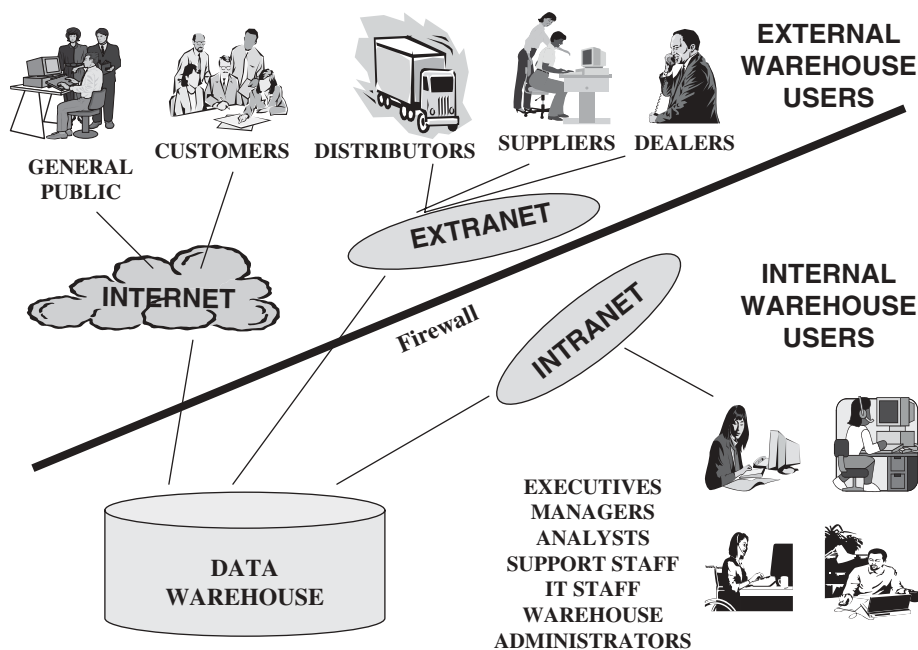 EXTERNAL
WAREHOUSE
USERS
GENERAL
PUBLIC
CUSTOMERS
DISTRIBUTORS
SUPPLIERS
DEALERS
EXTRANET
INTERNET
Firewall
INTRANET
INTERNAL
WAREHOUSE
USERS
EXECUTIVES
MANAGERS
ANALYSTS
SUPPORT STAFF
IT STAFF
WAREHOUSE
ADMINISTRATORS
DATA
WAREHOUSE